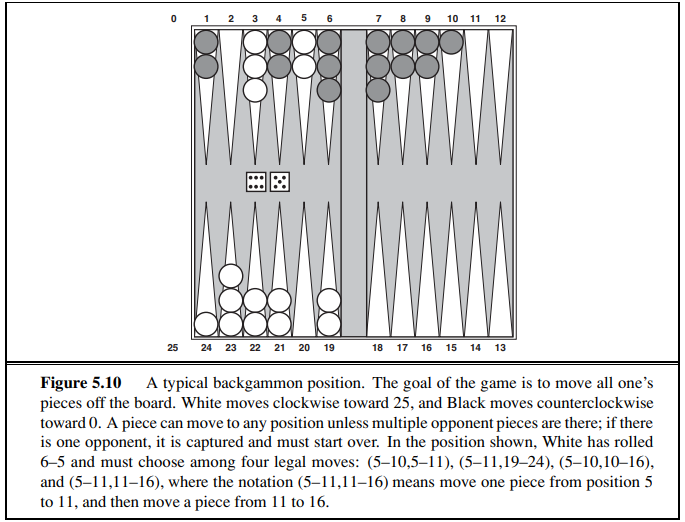 0 1 2 3 4 5 6 7 8 9 10 11 12
25 24 23 22 21 20 19 18 17 16 15 14 13
Figure 5.10 A typical backgammon position. The goal of the game is to move all one’s
pieces off the board. White moves clockwise toward 25, and Black moves counterclockwise
toward 0. A piece can move to any position unless multiple opponent pieces are there; if there
is one opponent, it is captured and must start over. In the position shown, White has rolled
6–5 and must choose among four legal moves: (5–10,5–11), (5–11,19–24), (5–10,10–16),
and (5–11,11–16), where the notation (5–11,11–16) means move one piece from position 5
to 11, and then move a piece from 11 to 16.